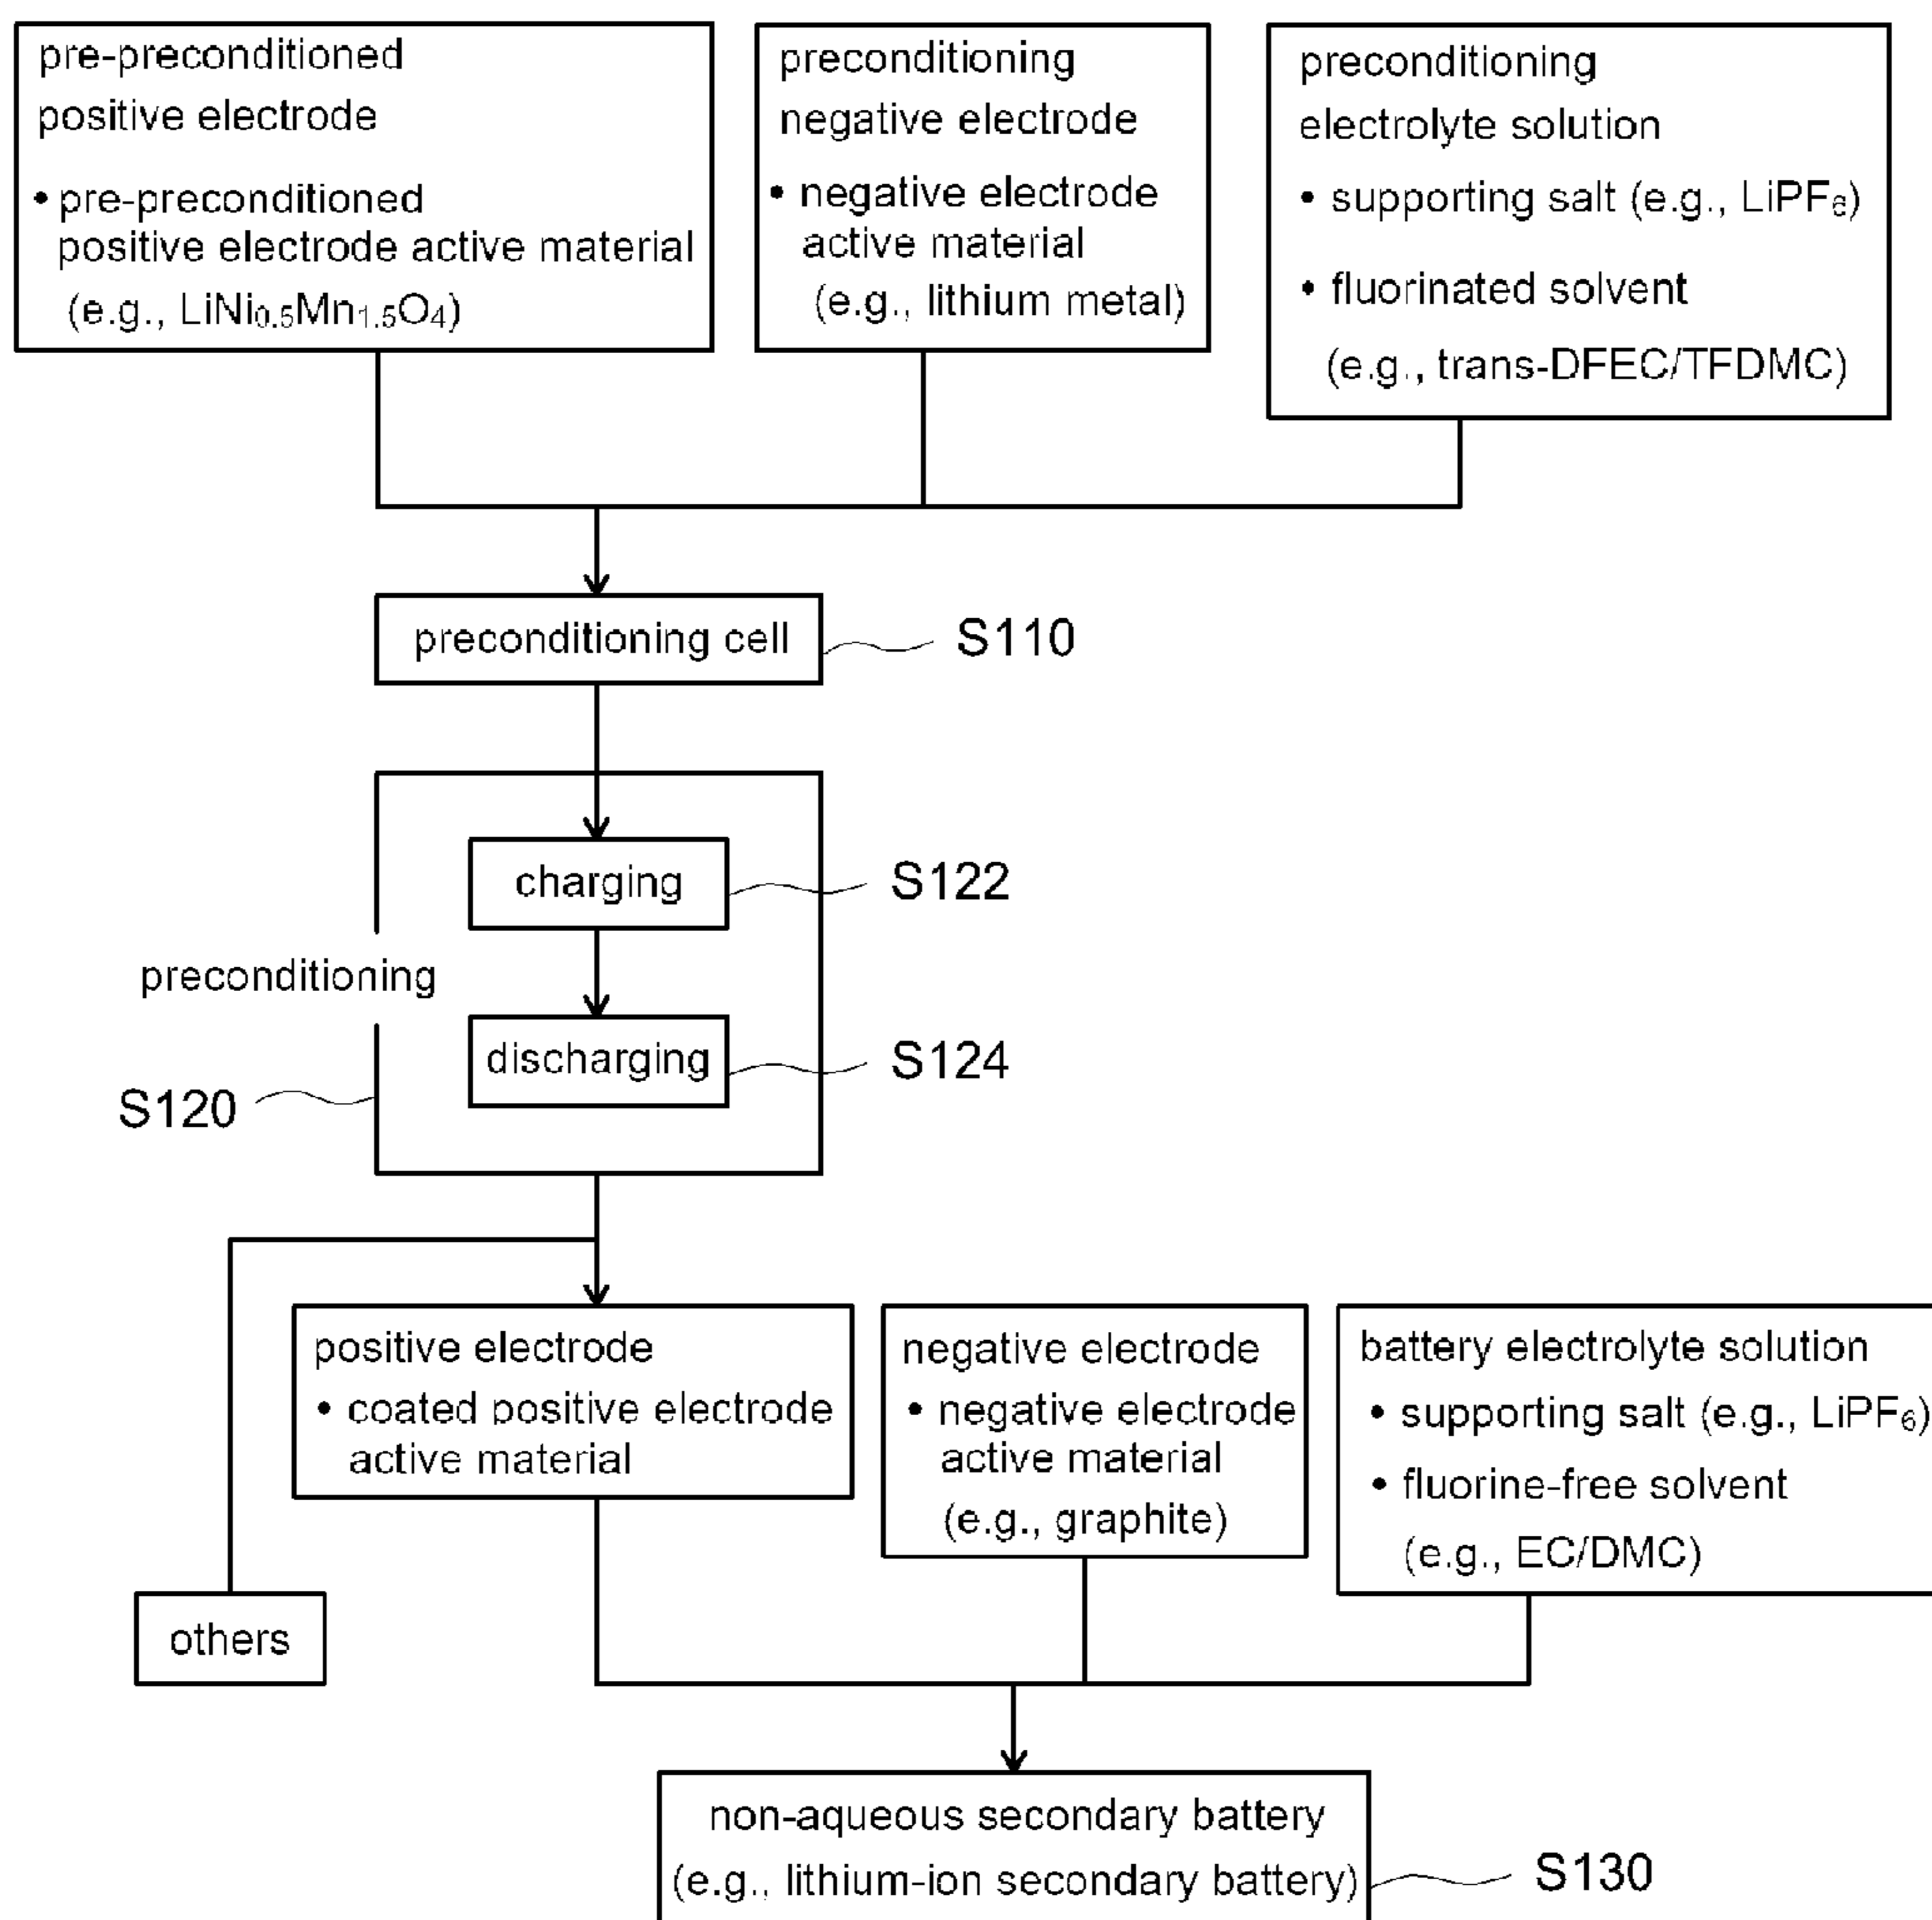 pre-preconditioned
positive electrode
• pre-preconditioned
positive electrode active material
(e.g., LiNi₀.₅Mn₁.₅O₄)
preconditioning
negative electrode
• negative electrode
active material
(e.g., lithium metal)
preconditioning
electrolyte solution
• supporting salt (e.g., LiPF₆)
• fluorinated solvent
(e.g., trans-DFEC/TFDMC)
preconditioning cell
S110
charging
S122
preconditioning
discharging
S124
S120
positive electrode
• coated positive electrode
active material
negative electrode
• negative electrode
active material
(e.g., graphite)
battery electrolyte solution
• supporting salt (e.g., LiPF₆)
• fluorine-free solvent
(e.g., EC/DMC)
others
non-aqueous secondary battery
(e.g., lithium-ion secondary battery)
S130